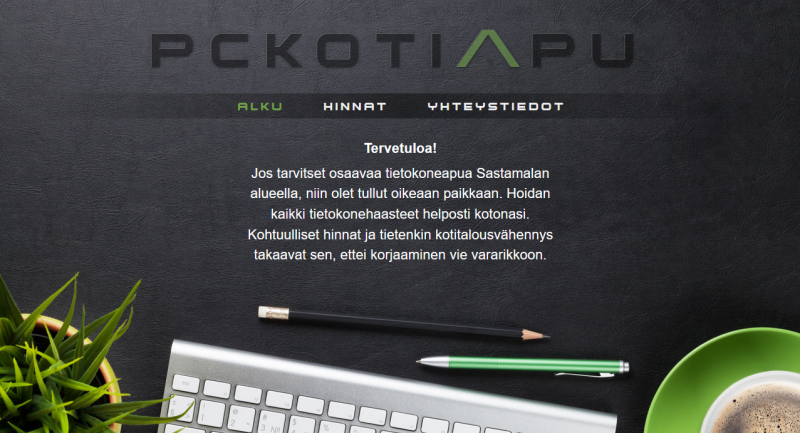 PCKOTIAPU
ALKU HINNAT YHTEYSTIEDOT
Tervetuloa!
Jos tarvitset osaavaa tietokoneapua Sastamalan
alueella, niin olet tullut oikeaan paikkaan. Hoidan
kaikki tietokonehaasteet helposti kotonasi.
Kohtuulliset hinnat ja tietenkin kotitalousvähennys
takaavat sen, ettei korjaaminen vie vararikkoon.